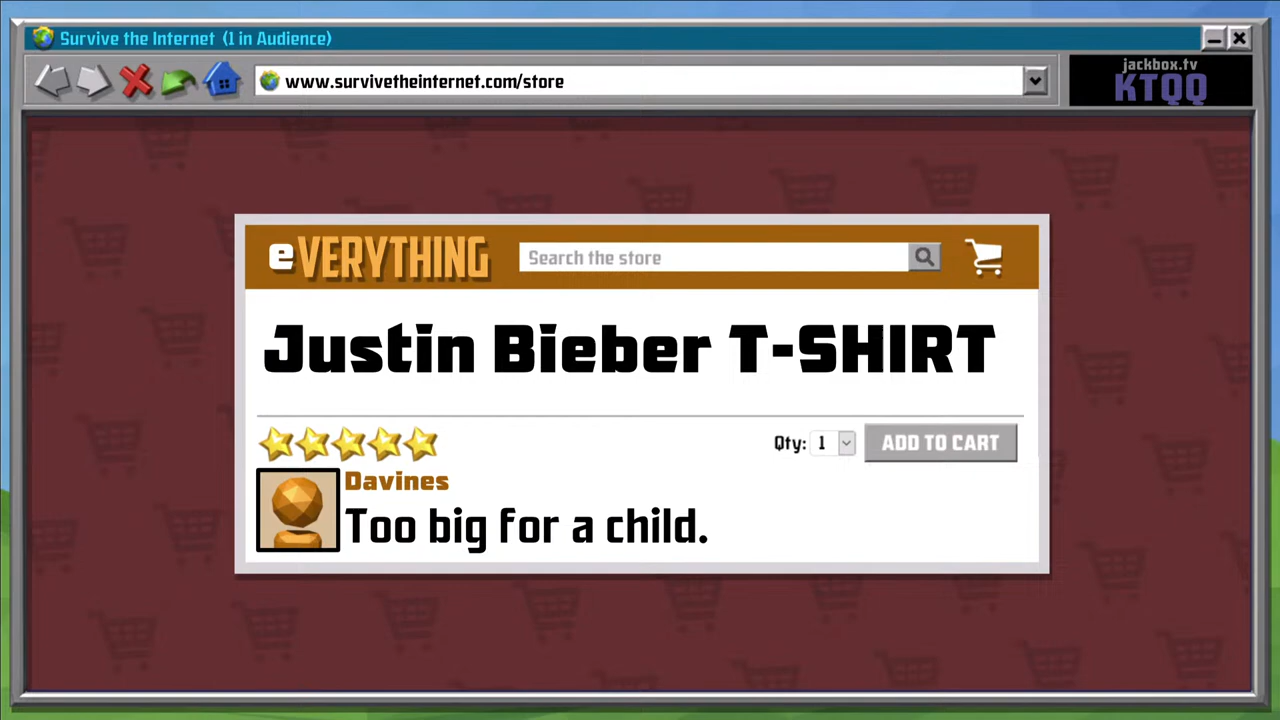 Survive the Internet (1 in Audience)
www.survivetheinternet.com/store
jackbox.tv
KTQQ
eVERYTHING
Search the store
Justin Bieber T-SHIRT
Qty: 1
ADD TO CART
Davines
Too big for a child.